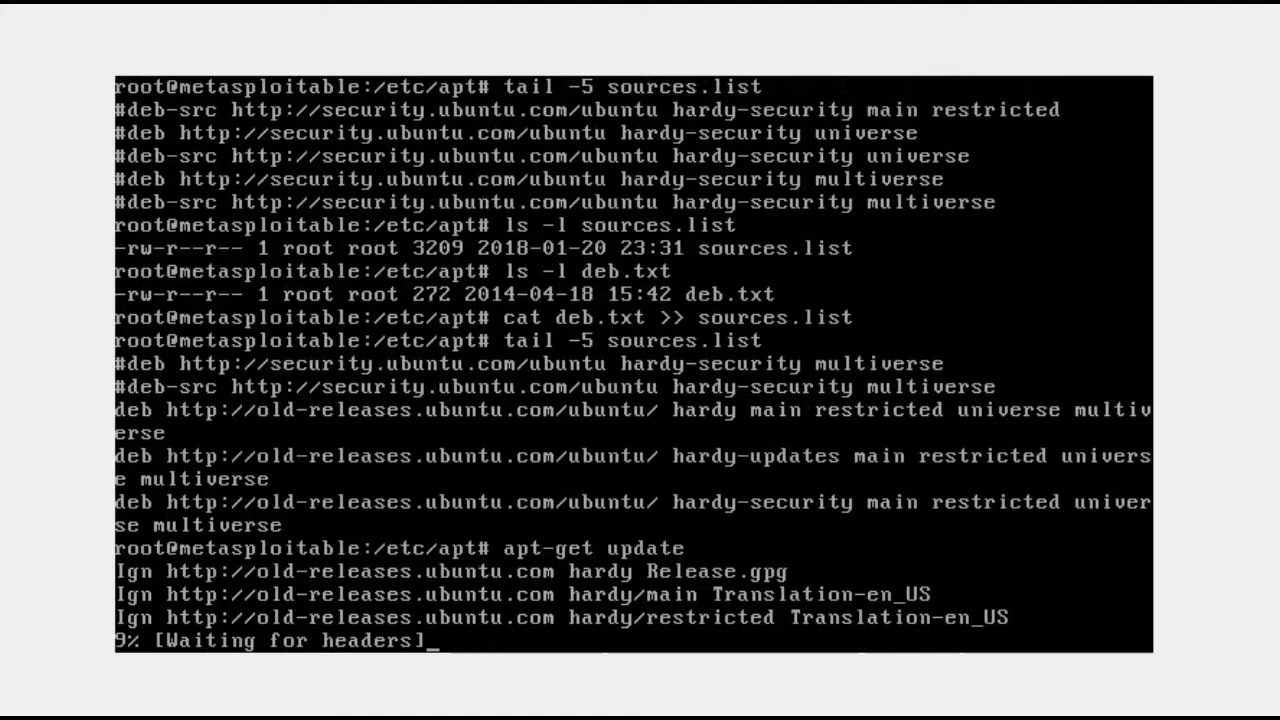 root@metasploitable:/etc/apt# tail -5 sources.list
#deb-src http://security.ubuntu.com/ubuntu hardy-security main restricted
#deb http://security.ubuntu.com/ubuntu hardy-security universe
#deb-src http://security.ubuntu.com/ubuntu hardy-security universe
#deb http://security.ubuntu.com/ubuntu hardy-security multiverse
#deb-src http://security.ubuntu.com/ubuntu hardy-security multiverse
root@metasploitable:/etc/apt# ls -l sources.list
-rw-r--r-- 1 root root 3209 2018-01-20 23:31 sources.list
root@metasploitable:/etc/apt# ls -l deb.txt
-rw-r--r-- 1 root root 272 2014-04-18 15:42 deb.txt
root@metasploitable:/etc/apt# cat deb.txt >> sources.list
root@metasploitable:/etc/apt# tail -5 sources.list
#deb http://security.ubuntu.com/ubuntu hardy-security multiverse
#deb-src http://security.ubuntu.com/ubuntu hardy-security multiverse
deb http://old-releases.ubuntu.com/ubuntu/ hardy main restricted universe multiv
erse
deb http://old-releases.ubuntu.com/ubuntu/ hardy-updates main restricted univers
e multiverse
deb http://old-releases.ubuntu.com/ubuntu/ hardy-security main restricted univer
se multiverse
root@metasploitable:/etc/apt# apt-get update
Ign http://old-releases.ubuntu.com hardy Release.gpg
Ign http://old-releases.ubuntu.com hardy/main Translation-en_US
Ign http://old-releases.ubuntu.com hardy/restricted Translation-en_US
9% [Waiting for headers]_